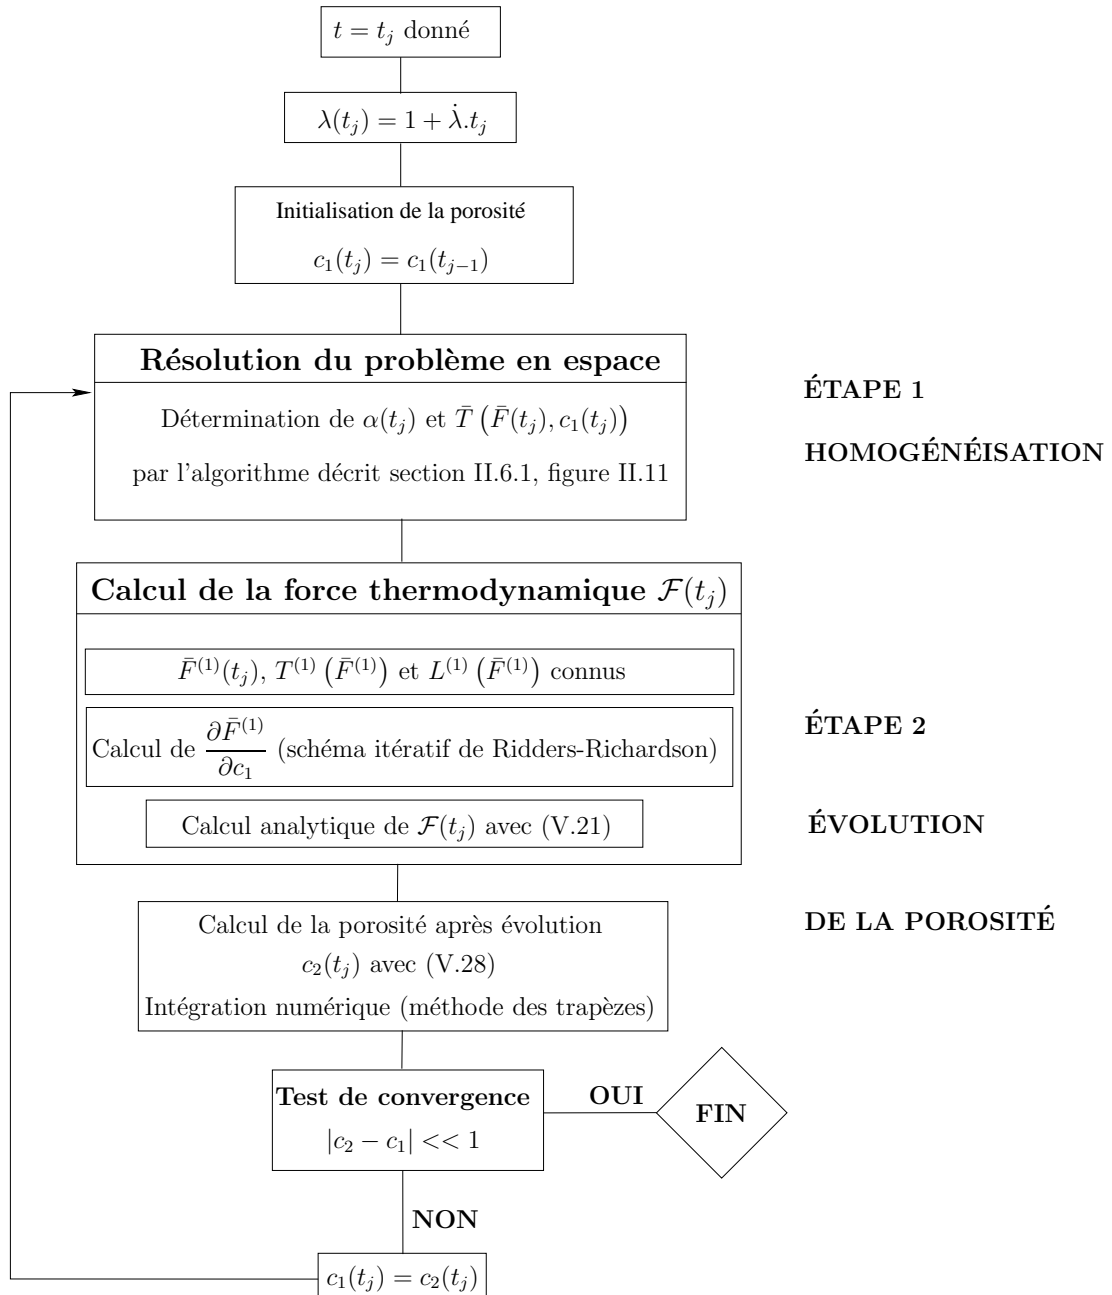 t = t_j donné
λ(t_j) = 1 + λ̇.t_j
Initialisation de la porosité
c_1(t_j) = c_1(t_{j−1})
Résolution du problème en espace
Détermination de α(t_j) et T̄ (F̄(t_j), c_1(t_j))
par l'algorithme décrit section II.6.1, figure II.11
ÉTAPE 1
HOMOGÉNÉISATION
Calcul de la force thermodynamique ℱ(t_j)
F̄^{(1)}(t_j), T^{(1)} (F̄^{(1)}) et L^{(1)} (F̄^{(1)}) connus
Calcul de ∂F̄^{(1)}/∂c_1 (schéma itératif de Ridders-Richardson)
Calcul analytique de ℱ(t_j) avec (V.21)
ÉTAPE 2
ÉVOLUTION
DE LA POROSITÉ
Calcul de la porosité après évolution
c_2(t_j) avec (V.28)
Intégration numérique (méthode des trapèzes)
Test de convergence
|c_2 − c_1| << 1
OUI
FIN
NON
c_1(t_j) = c_2(t_j)